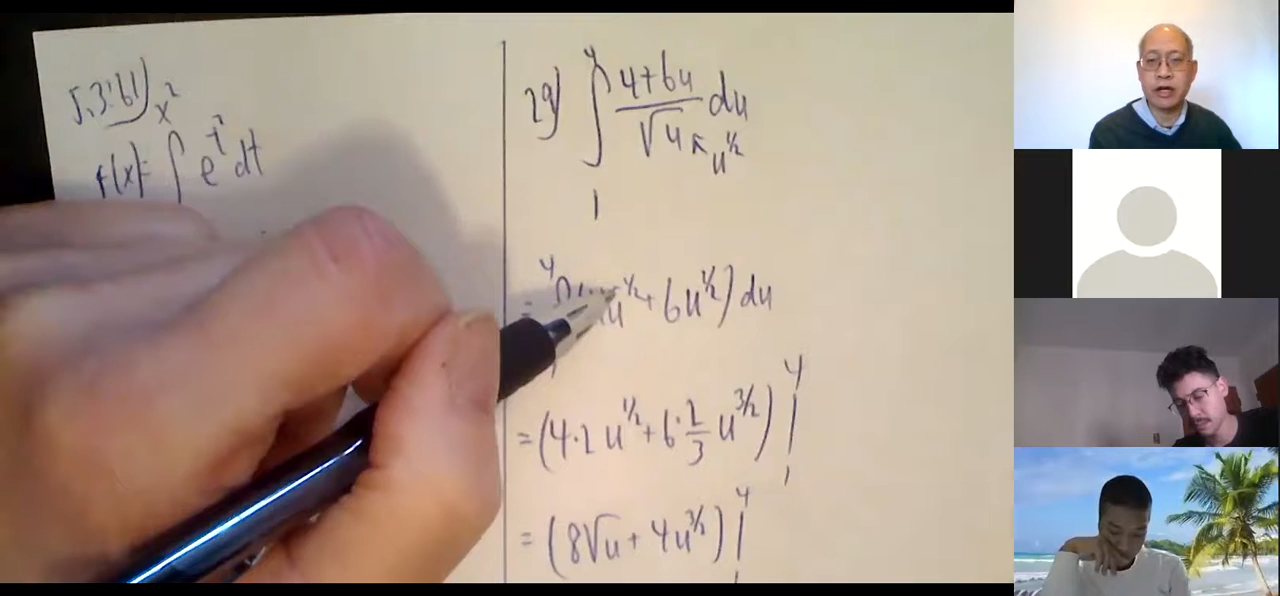 5.3:61)
f(x)= ∫ x² e^t² dt
29) ∫₁⁴ 4+6u / √u ← u^1/2 du
= ⁴ u^-1/2 + 6u^1/2) du
= (4·2 u^1/2 + 6·2/3 u^3/2) |₁⁴
= (8√u + 4u^3/2) |₁⁴